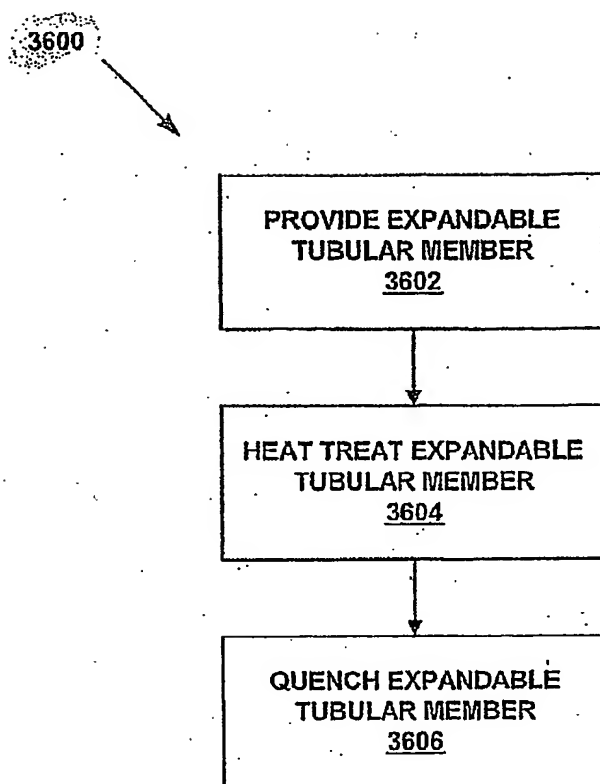 3600
PROVIDE EXPANDABLE
TUBULAR MEMBER
3602
HEAT TREAT EXPANDABLE
TUBULAR MEMBER
3604
QUENCH EXPANDABLE
TUBULAR MEMBER
3606